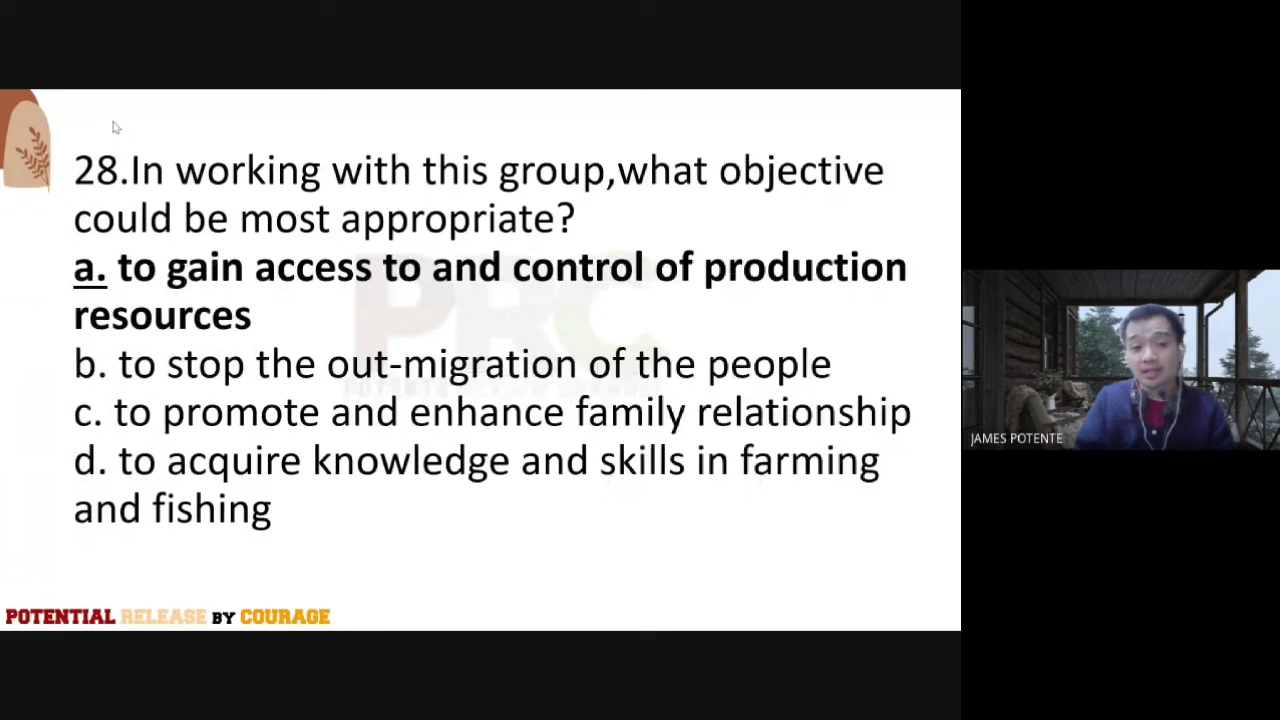 28.In working with this group,what objective
could be most appropriate?
a. to gain access to and control of production
resources
b. to stop the out-migration of the people
c. to promote and enhance family relationship
d. to acquire knowledge and skills in farming
and fishing
POTENTIAL RELEASE BY COURAGE
JAMES POTENTE
PRC